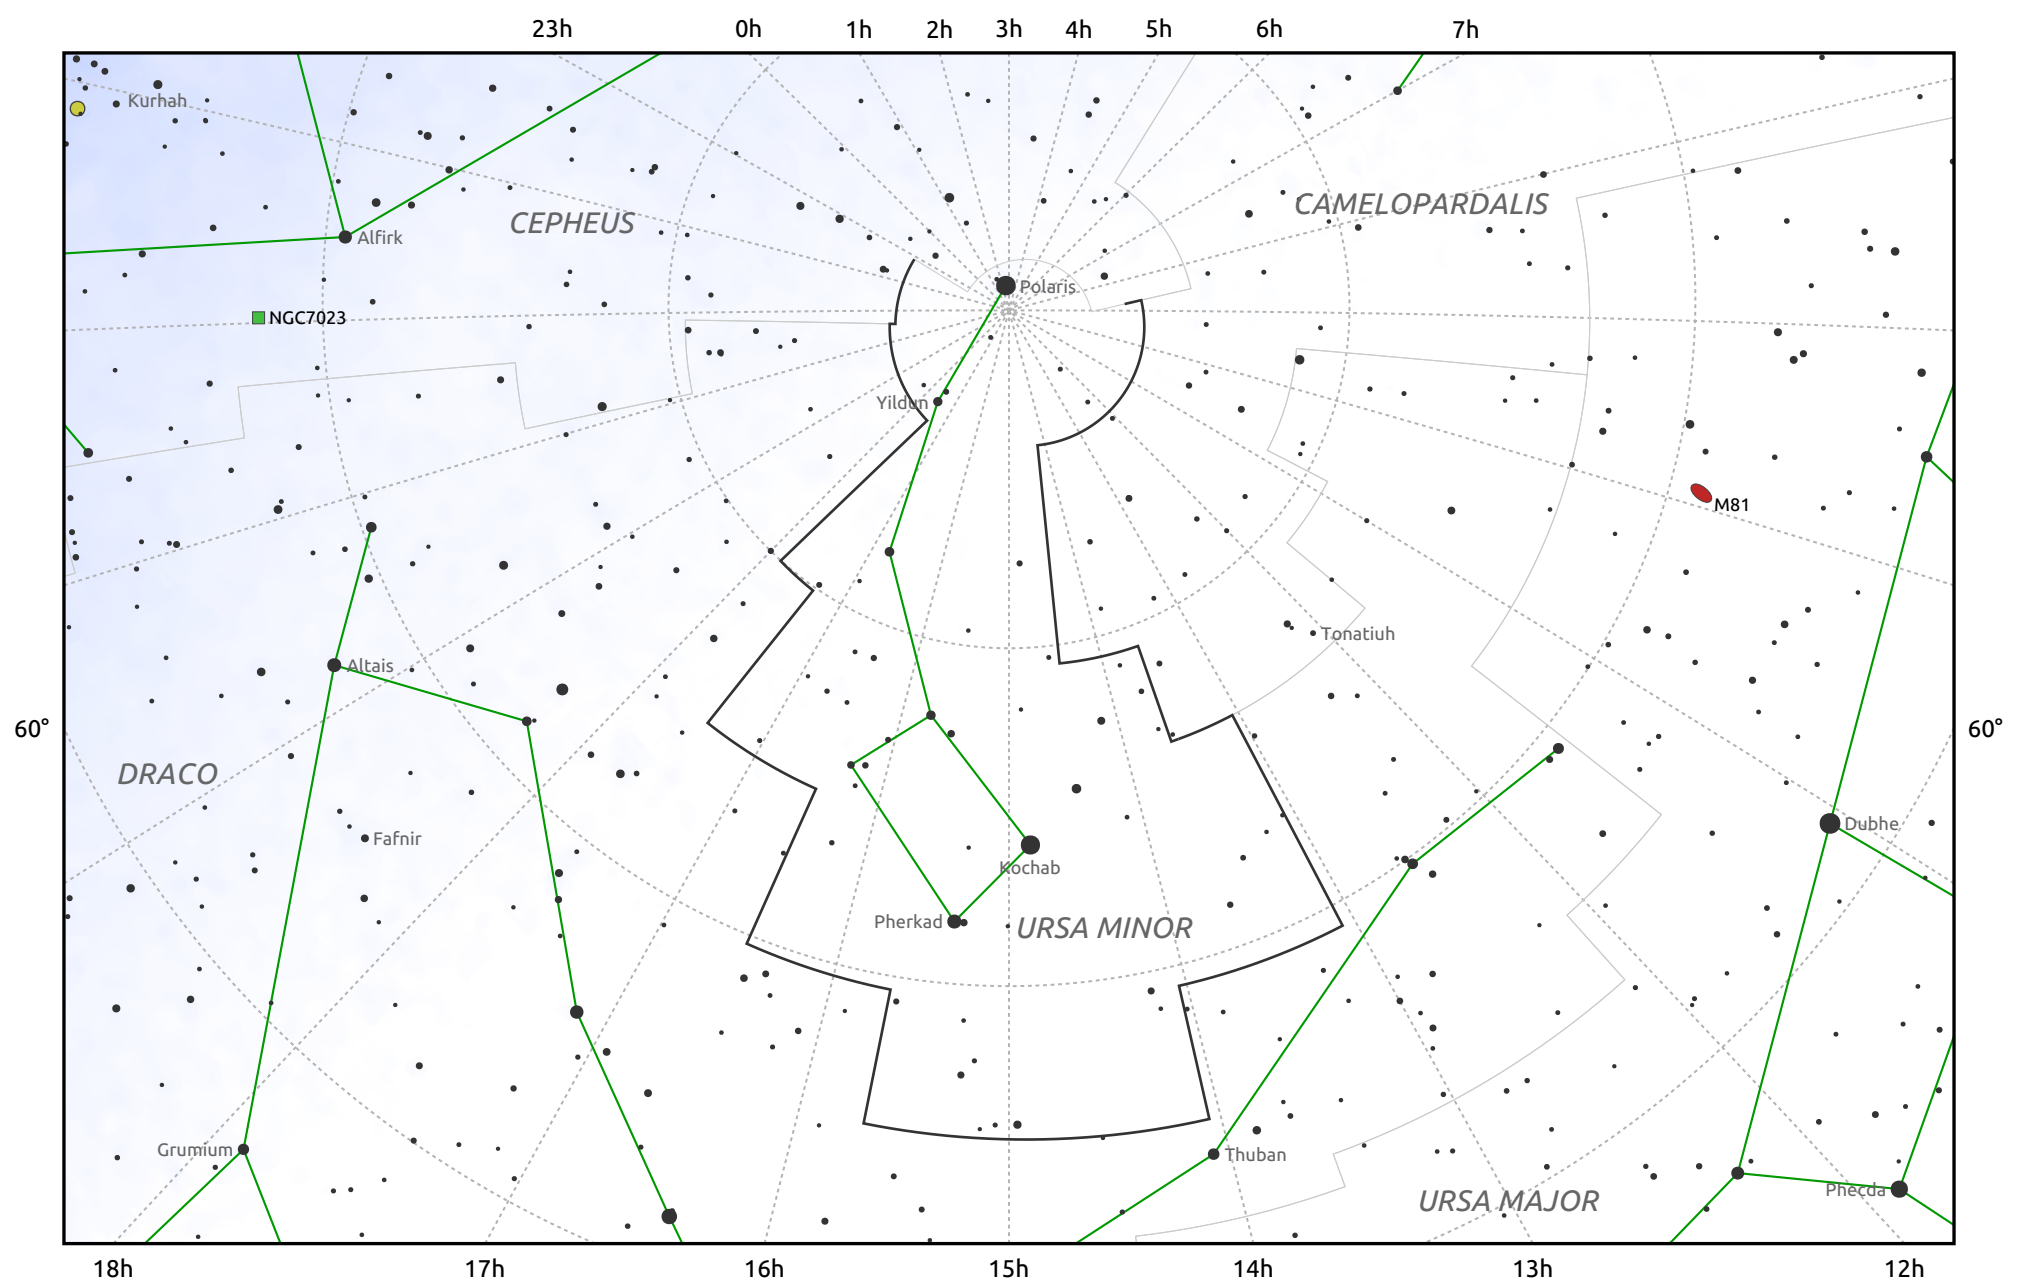 23h 0h 1h 2h 3h 4h 5h 6h 7h
Kurhah
CAMELOPARDALIS
CEPHEUS
Alfirk
Polaris
NGC7023
Yildun
M81
Tonatiuh
Altais
60° 60°
DRACO
Dubhe
Fafnir
Kochab
Pherkad
URSA MINOR
Grumium
Thuban
Phecda
URSA MAJOR
18h 17h 16h 15h 14h 13h 12h